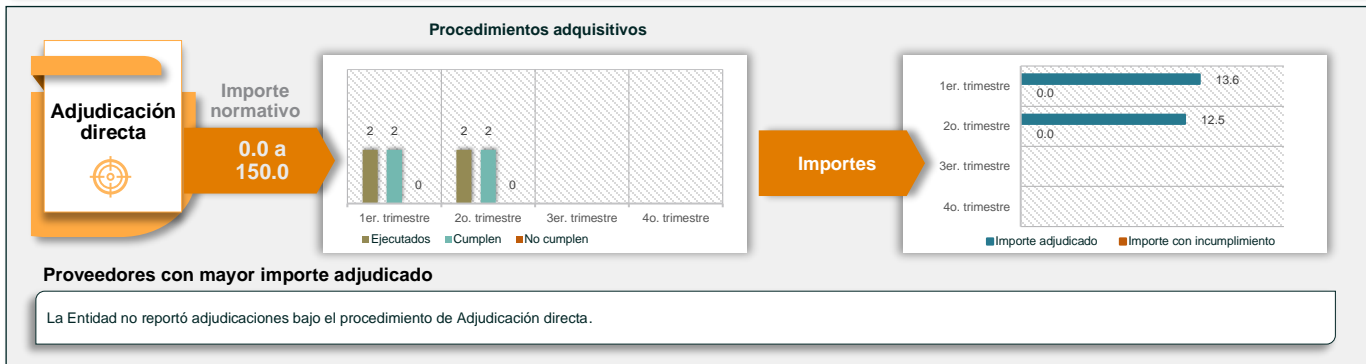 Procedimientos adquisitivos
Adjudicación
directa
Importe
normativo
0.0 a
150.0
2
2
0
2
2
0
1er. trimestre
2o. trimestre
3er. trimestre
4o. trimestre
Ejecutados
Cumplen
No cumplen
Importes
1er. trimestre
13.6
0.0
2o. trimestre
12.5
0.0
3er. trimestre
4o. trimestre
Importe adjudicado
Importe con incumplimiento
Proveedores con mayor importe adjudicado
La Entidad no reportó adjudicaciones bajo el procedimiento de Adjudicación directa.